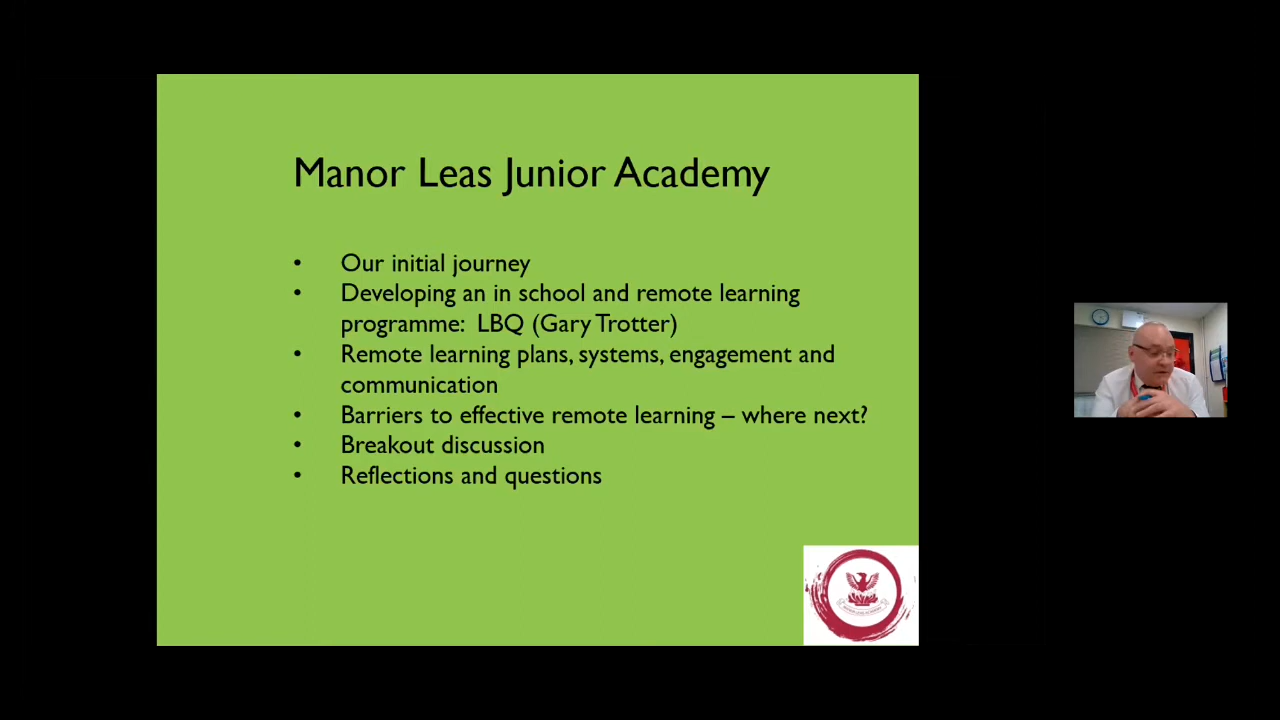 Manor Leas Junior Academy
• Our initial journey
• Developing an in school and remote learning
programme:  LBQ (Gary Trotter)
• Remote learning plans, systems, engagement and
communication
• Barriers to effective remote learning – where next?
• Breakout discussion
• Reflections and questions